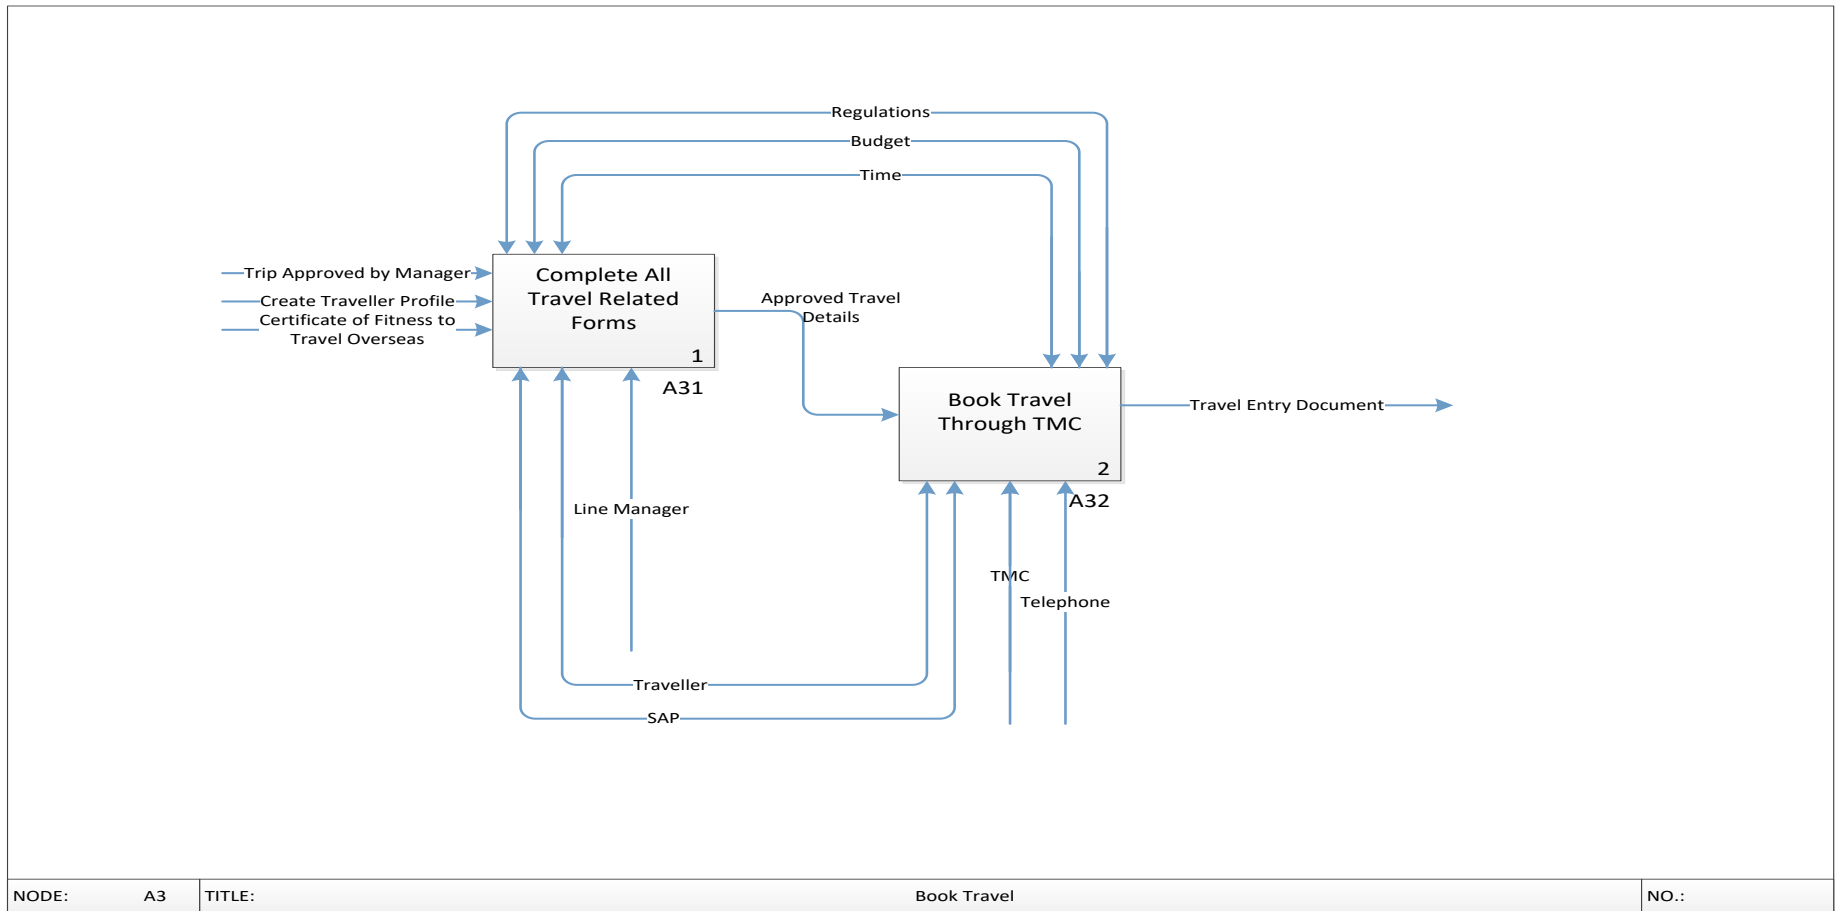 Regulations
Budget
Time
Trip Approved by Manager
Create Traveller Profile
Certificate of Fitness to
Travel Overseas
Complete All
Travel Related
Forms
1
A31
Approved Travel
Details
Book Travel
Through TMC
2
A32
Travel Entry Document
Line Manager
TMC
Telephone
Traveller
SAP
NODE: A3 TITLE: Book Travel NO.: